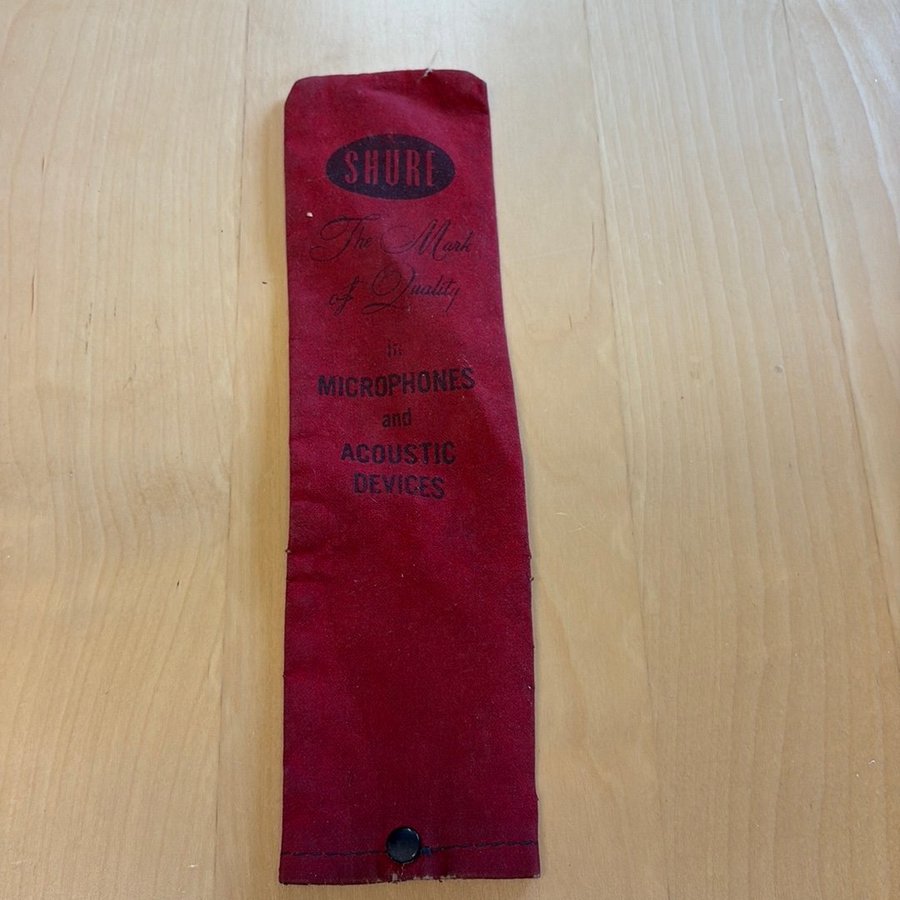 SHURE
The Mark
of Quality
in
MICROPHONES
and
ACOUSTIC
DEVICES